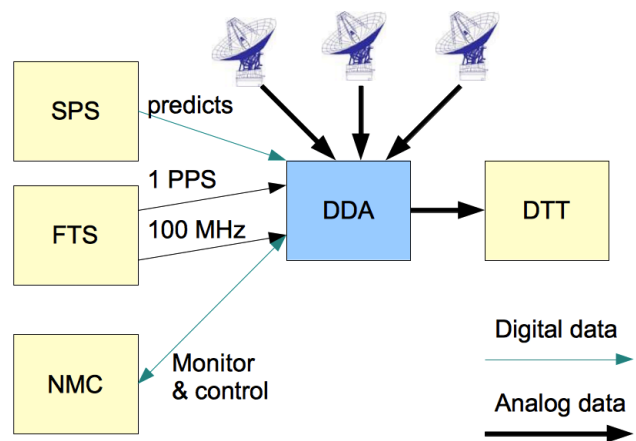 SPS
predicts
1 PPS
FTS
100 MHz
DDA
DTT
NMC
Monitor
& control
Digital data
Analog data